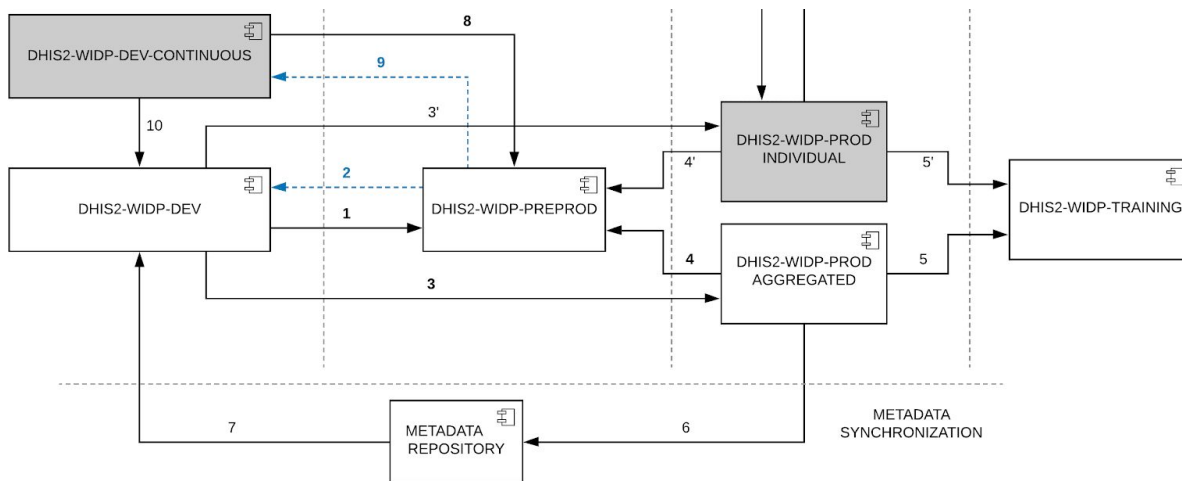 8
DHIS2-WIDP-DEV-CONTINUOUS
9
10
3'
DHIS2-WIDP-PROD
INDIVIDUAL
4'
5'
2
DHIS2-WIDP-DEV
DHIS2-WIDP-PREPROD
DHIS2-WIDP-TRAINING
1
4
DHIS2-WIDP-PROD
AGGREGATED
5
3
METADATA
SYNCHRONIZATION
7
METADATA
REPOSITORY
6